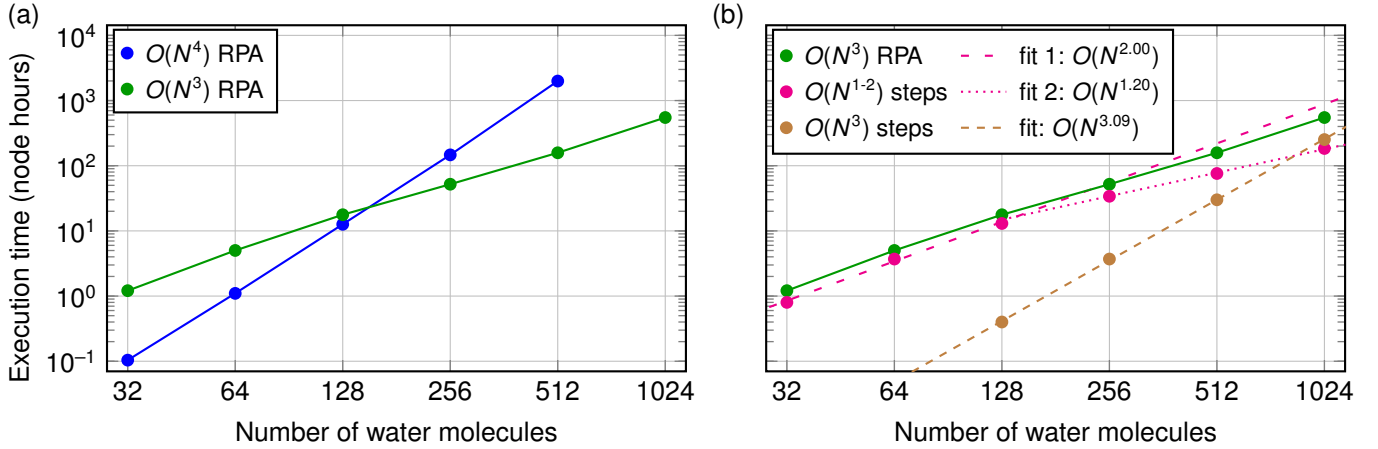 (a)
O(N⁴) RPA
O(N³) RPA
10⁴
10³
10²
10¹
10⁰
10⁻¹
Execution time (node hours)
32 64 128 256 512 1024
Number of water molecules
(b)
O(N³) RPA
O(N¹⁻²) steps
O(N³) steps
fit 1: O(N²·⁰⁰)
fit 2: O(N¹·²⁰)
fit: O(N³·⁰⁹)
32 64 128 256 512 1024
Number of water molecules